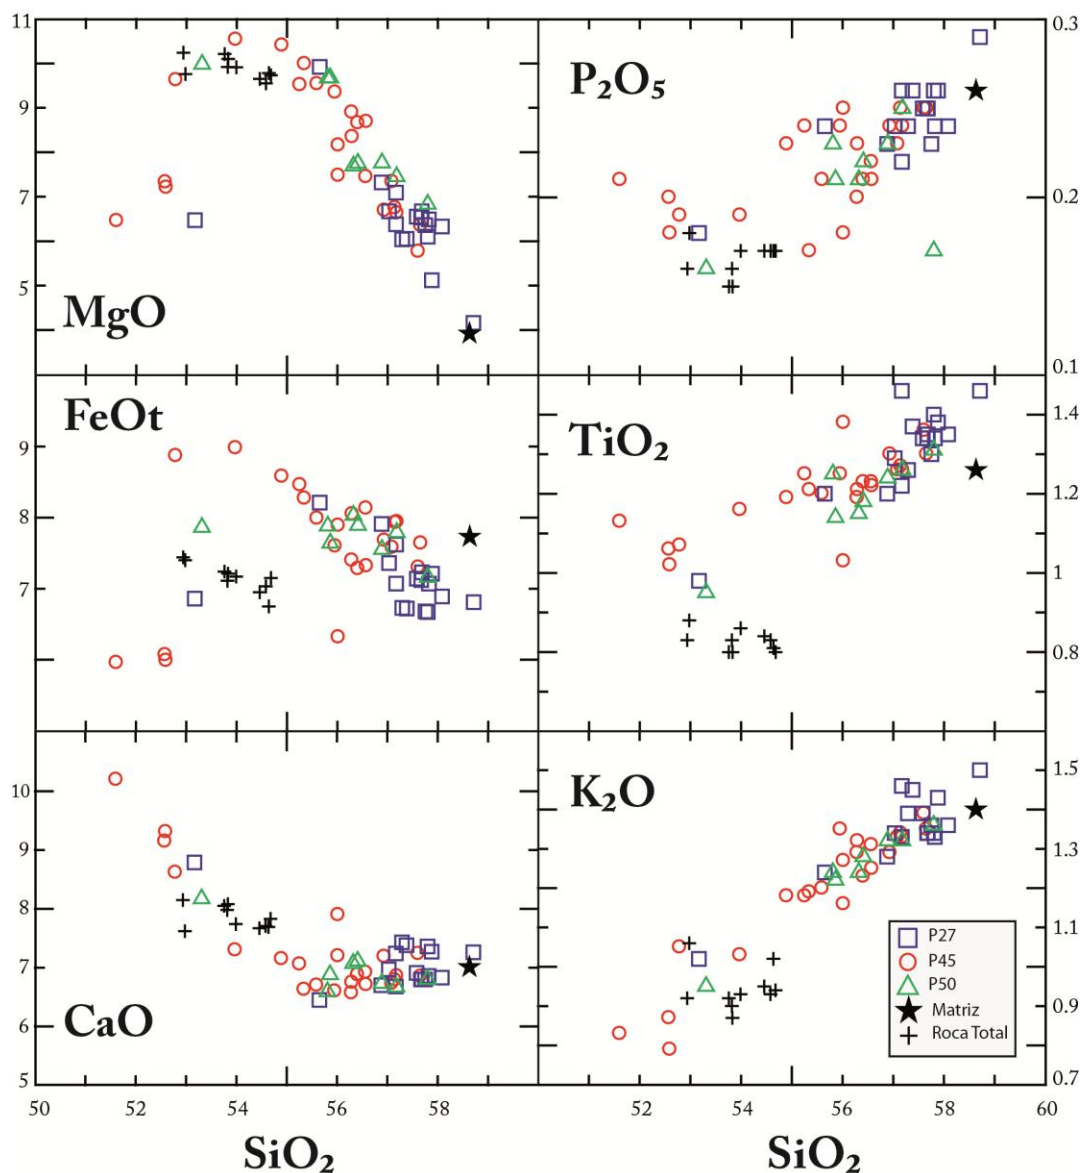 11
9
7
5
MgO
0.3
0.2
0.1
P₂O₅
FeOt
9
8
7
TiO₂
1.4
1.2
1
0.8
10
9
8
7
6
5
CaO
K₂O
1.5
1.3
1.1
0.9
0.7
P27
P45
P50
Matriz
Roca Total
50 52 54 56 58
52 54 56 58 60
SiO₂
SiO₂